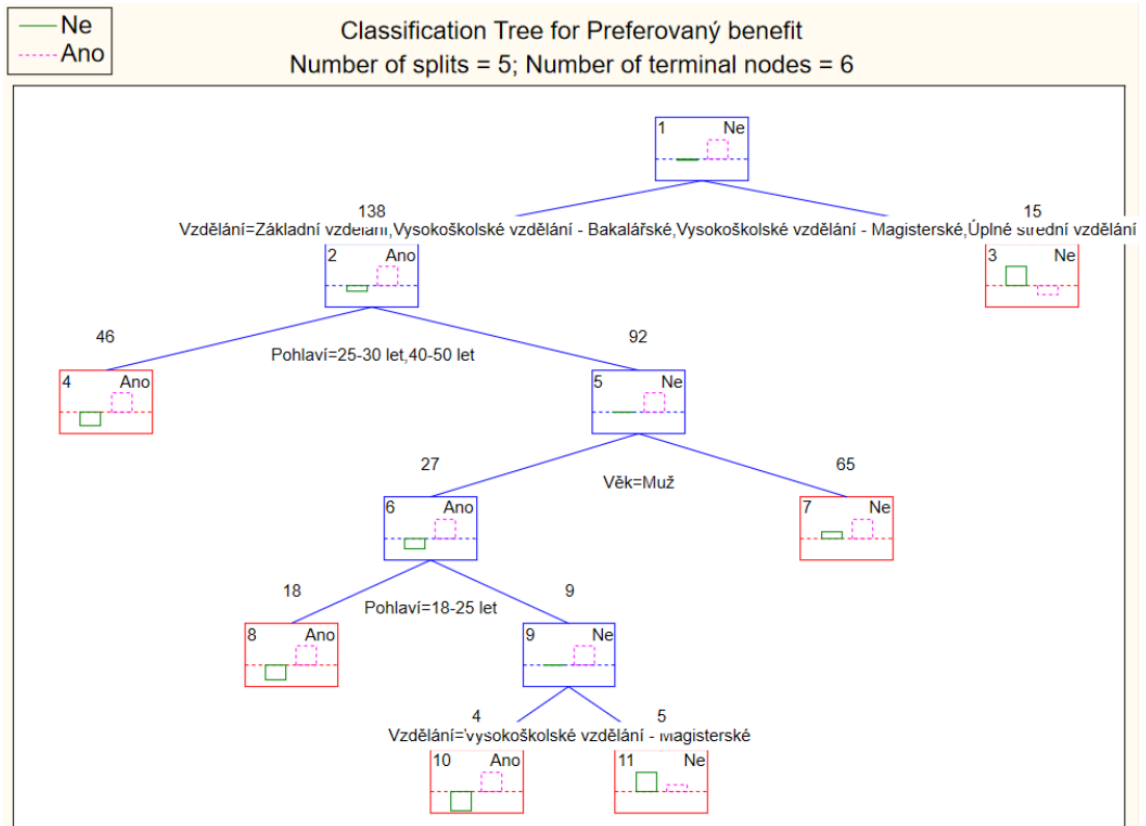 Ne
Ano
Classification Tree for Preferovaný benefit
Number of splits = 5; Number of terminal nodes = 6
1 Ne
138 15
Vzdělání=Základní vzdělání,Vysokoškolské vzdělání - Bakalářské,Vysokoškolské vzdělání - Magisterské,Úplné střední vzdělání
2 Ano 3 Ne
46 92
Pohlaví=25-30 let,40-50 let
4 Ano 5 Ne
27 65
Věk=Muž
6 Ano 7 Ne
18 9
Pohlaví=18-25 let
8 Ano 9 Ne
4 5
Vzdělání=Vysokoškolské vzdělání - Magisterské
10 Ano 11 Ne